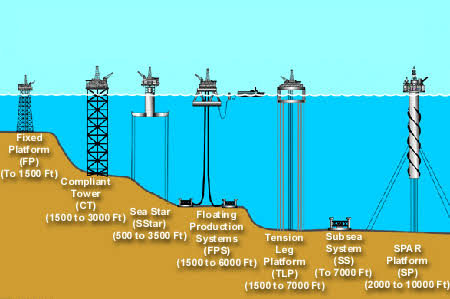 Fixed
Platform
(FP)
(To 1500 Ft)
Compliant
Tower
(CT)
(1500 to 3000 Ft)
Sea Star
(SStar)
(500 to 3500 Ft)
Floating
Production
Systems
(FPS)
(1500 to 6000 Ft)
Tension
Leg
Platform
(TLP)
(1500 to 7000 Ft)
Subsea
System
(SS)
(To 7000 Ft)
SPAR
Platform
(SP)
(2000 to 10000 Ft)